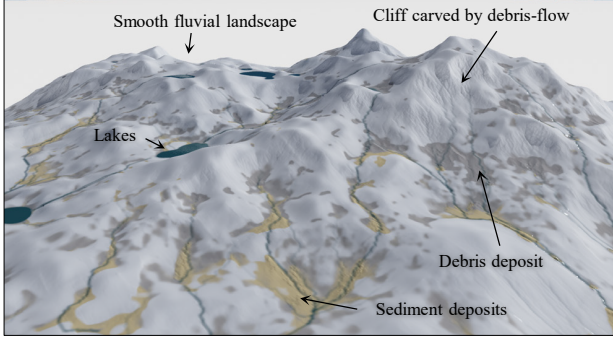 Smooth fluvial landscape
Cliff carved by debris-flow
Lakes
Debris deposit
Sediment deposits